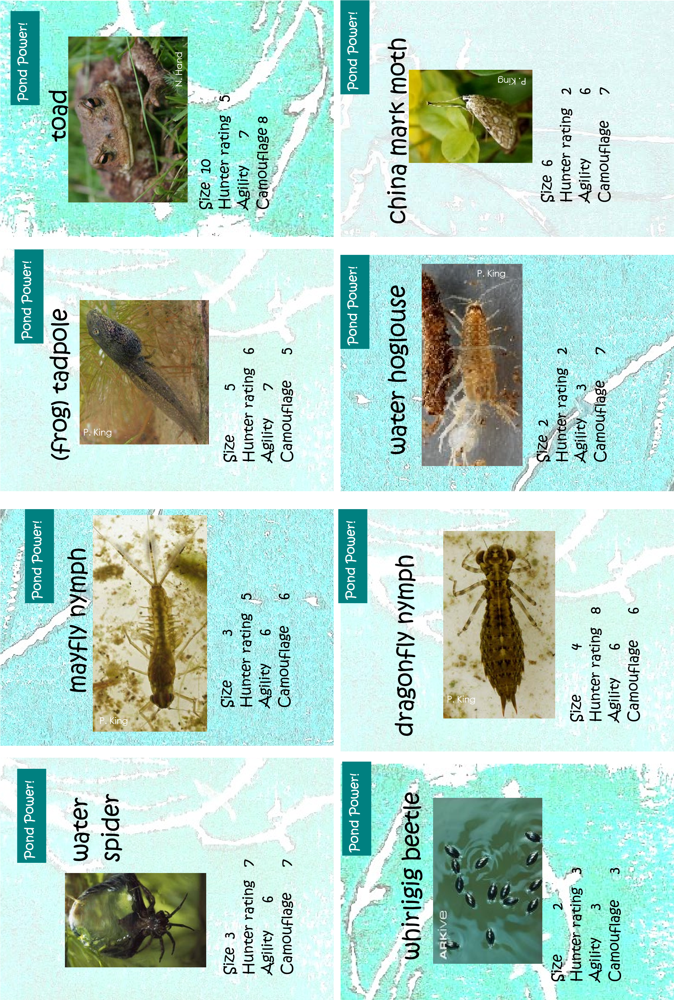 Pond Power!
water
spider
Size 3
Hunter rating 7
Agility 6
Camouflage 7
Pond Power!
mayfly nymph
P. King
Size 3
Hunter rating 5
Agility 6
Camouflage 6
Pond Power!
(frog) tadpole
P. King
Size 5
Hunter rating 6
Agility 7
Camouflage 5
Pond Power!
toad
N. Hand
Size 10
Hunter rating 5
Agility 7
Camouflage 8
Pond Power!
whirligig beetle
ARKive
Size 2
Hunter rating 3
Agility 3
Camouflage 3
Pond Power!
dragonfly nymph
P. King
Size 4
Hunter rating 8
Agility 6
Camouflage 6
Pond Power!
water hoglouse
P. King
Size 2
Hunter rating 2
Agility 3
Camouflage 7
Pond Power!
China mark moth
P. King
Size 6
Hunter rating 2
Agility 6
Camouflage 7